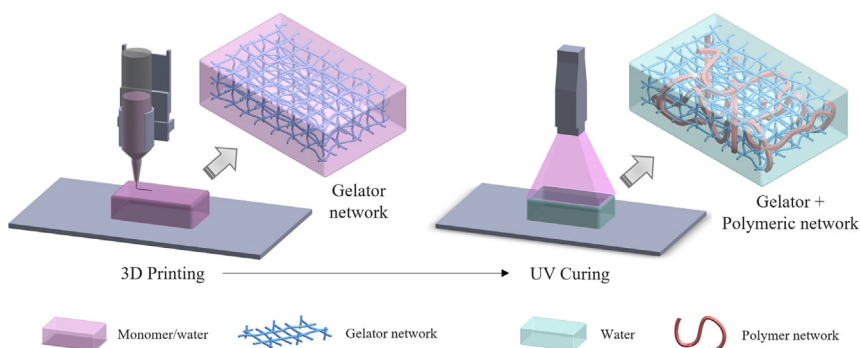 Gelator
network
Gelator +
Polymeric network
3D Printing
UV Curing
Monomer/water
Gelator network
Water
Polymer network